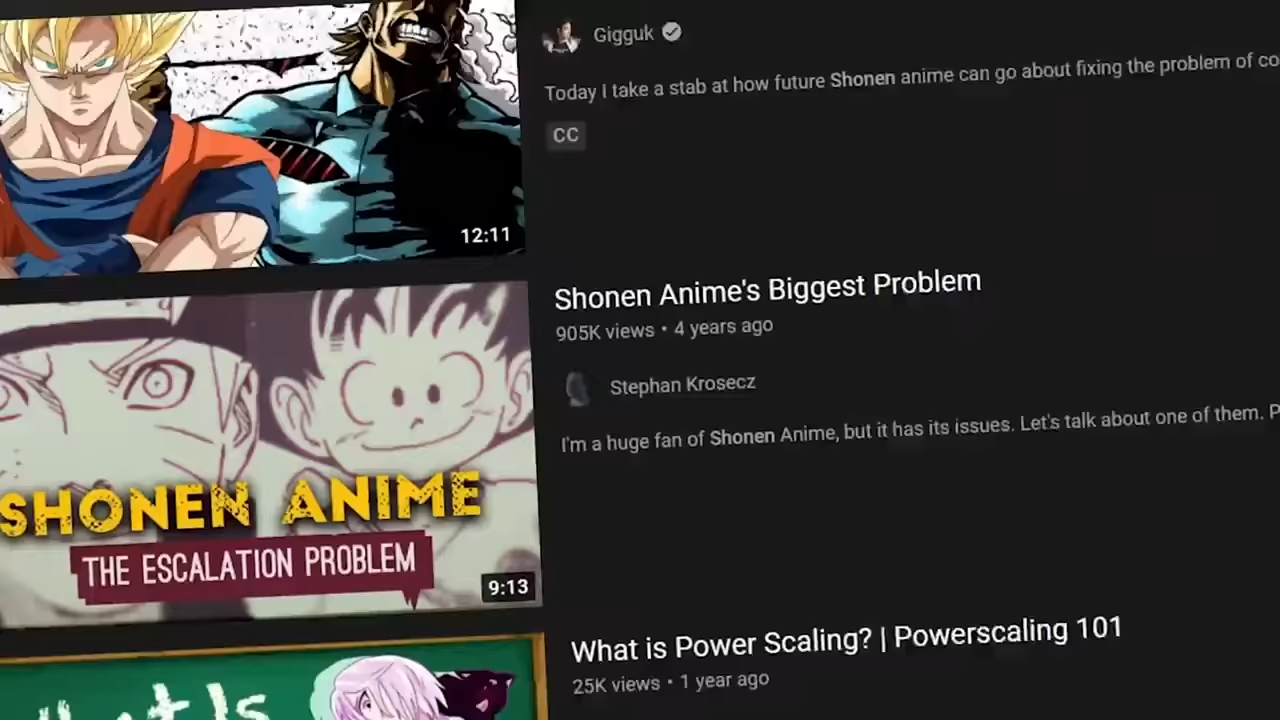 Gigguk
Today I take a stab at how future Shonen anime can go about fixing the problem of co
CC
12:11
Shonen Anime's Biggest Problem
905K views • 4 years ago
Stephan Krosecz
I'm a huge fan of Shonen Anime, but it has its issues. Let's talk about one of them. P
SHONEN ANIME
THE ESCALATION PROBLEM
9:13
What is Power Scaling? | Powerscaling 101
25K views • 1 year ago
What Is